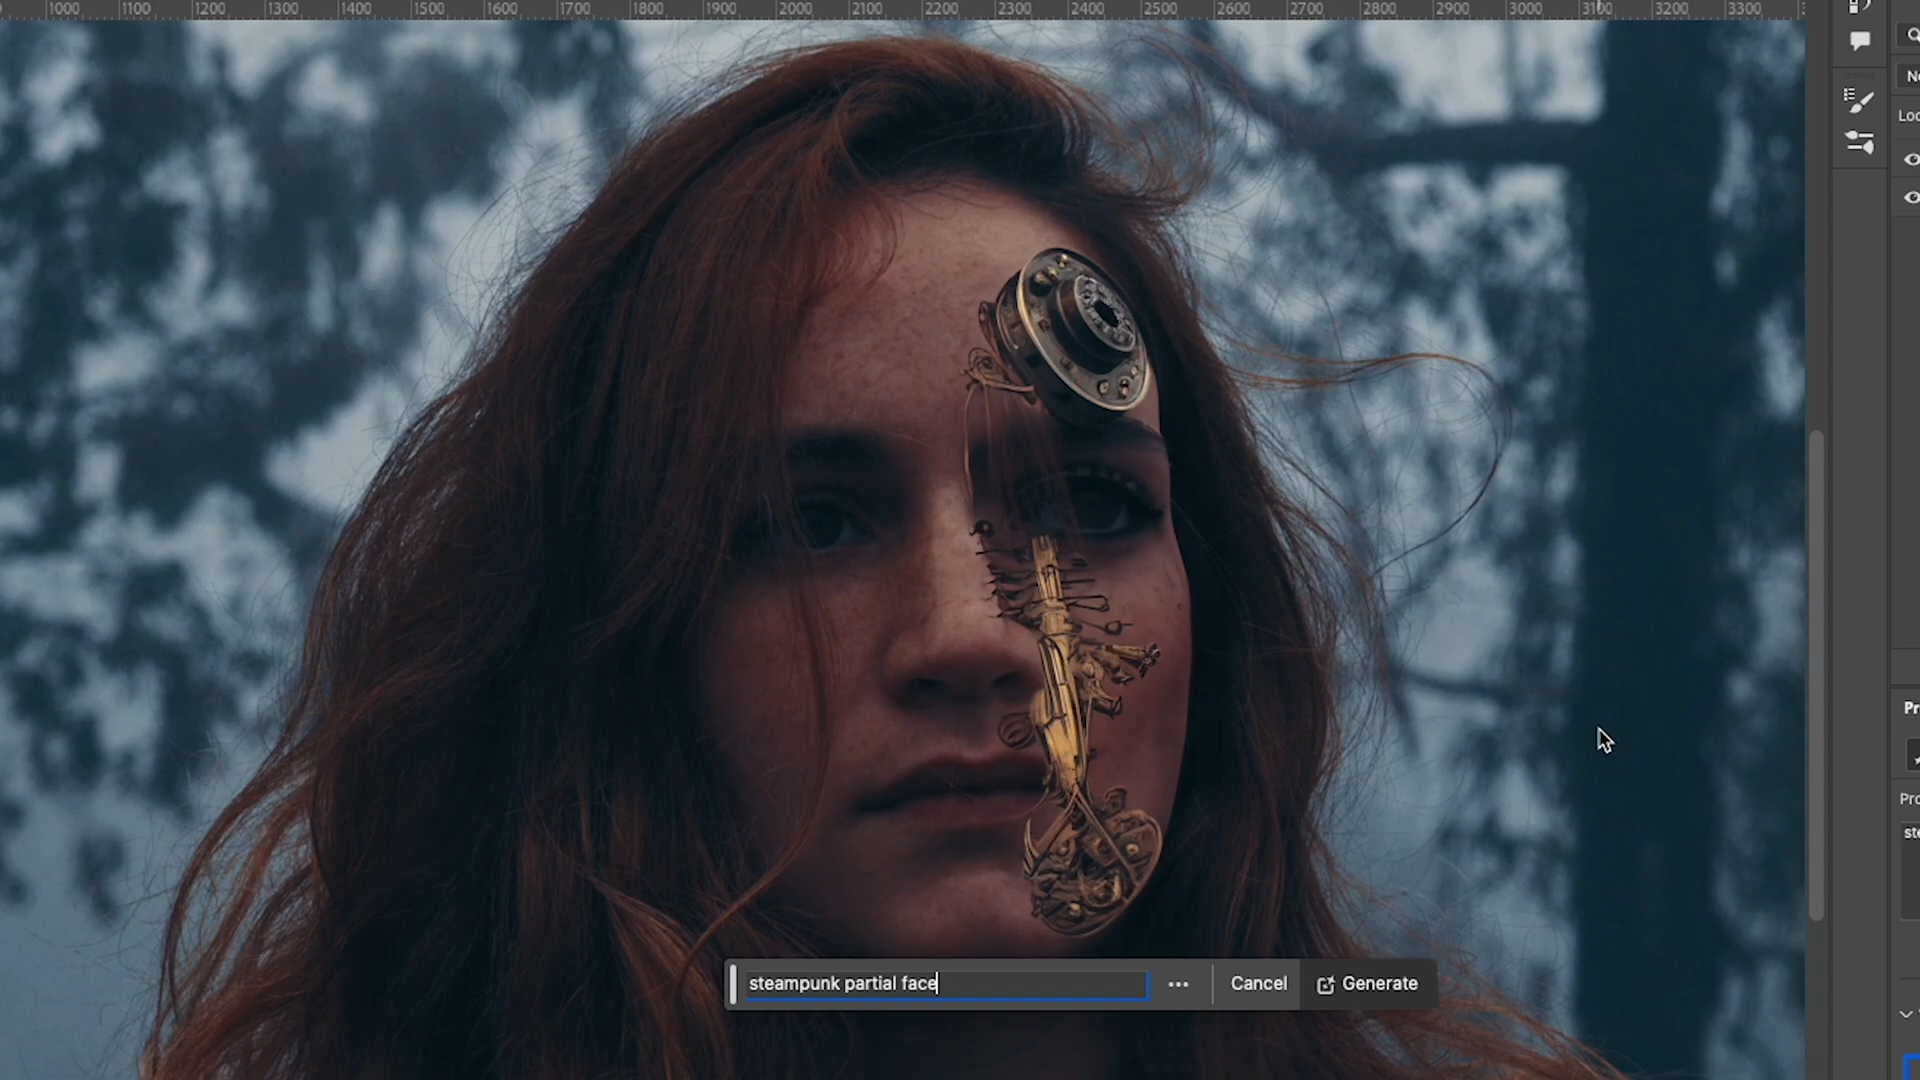 1000 1100 1200 1300 1400 1500 1600 1700 1800 1900 2000 2100 2200 2300 2400 2500 2600 2700 2800 2900 3000 3100 3200 3300
steampunk partial face
... Cancel Generate